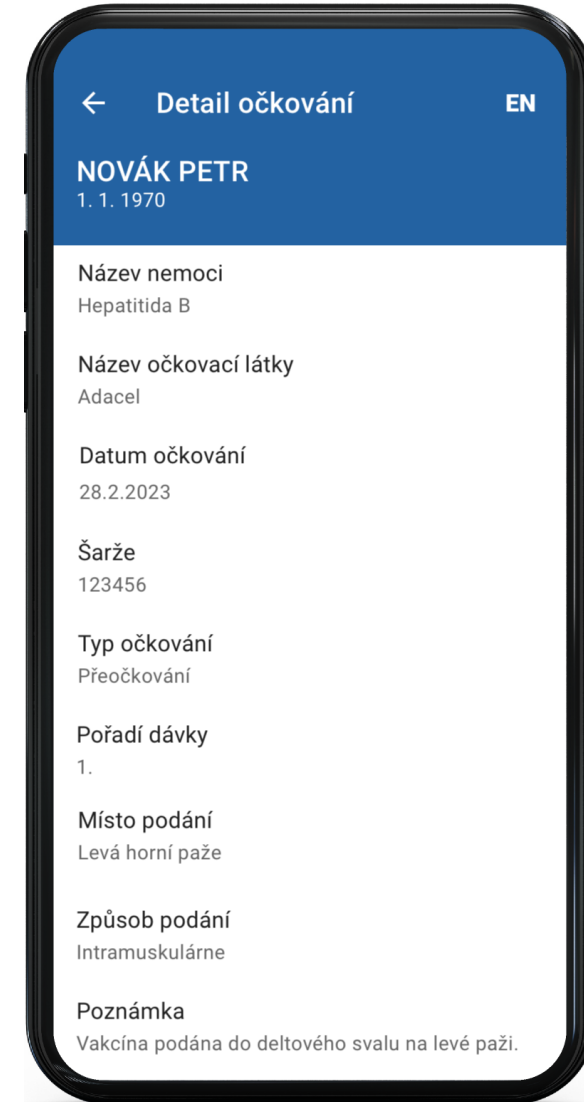 Detail očkování
EN
NOVÁK PETR
1. 1. 1970
Název nemoci
Hepatitida B
Název očkovací látky
Adacel
Datum očkování
28.2.2023
Šarže
123456
Typ očkování
Přeočkování
Pořadí dávky
1.
Místo podání
Levá horní paže
Způsob podání
Intramuskulárne
Poznámka
Vakcína podána do deltového svalu na levé paži.